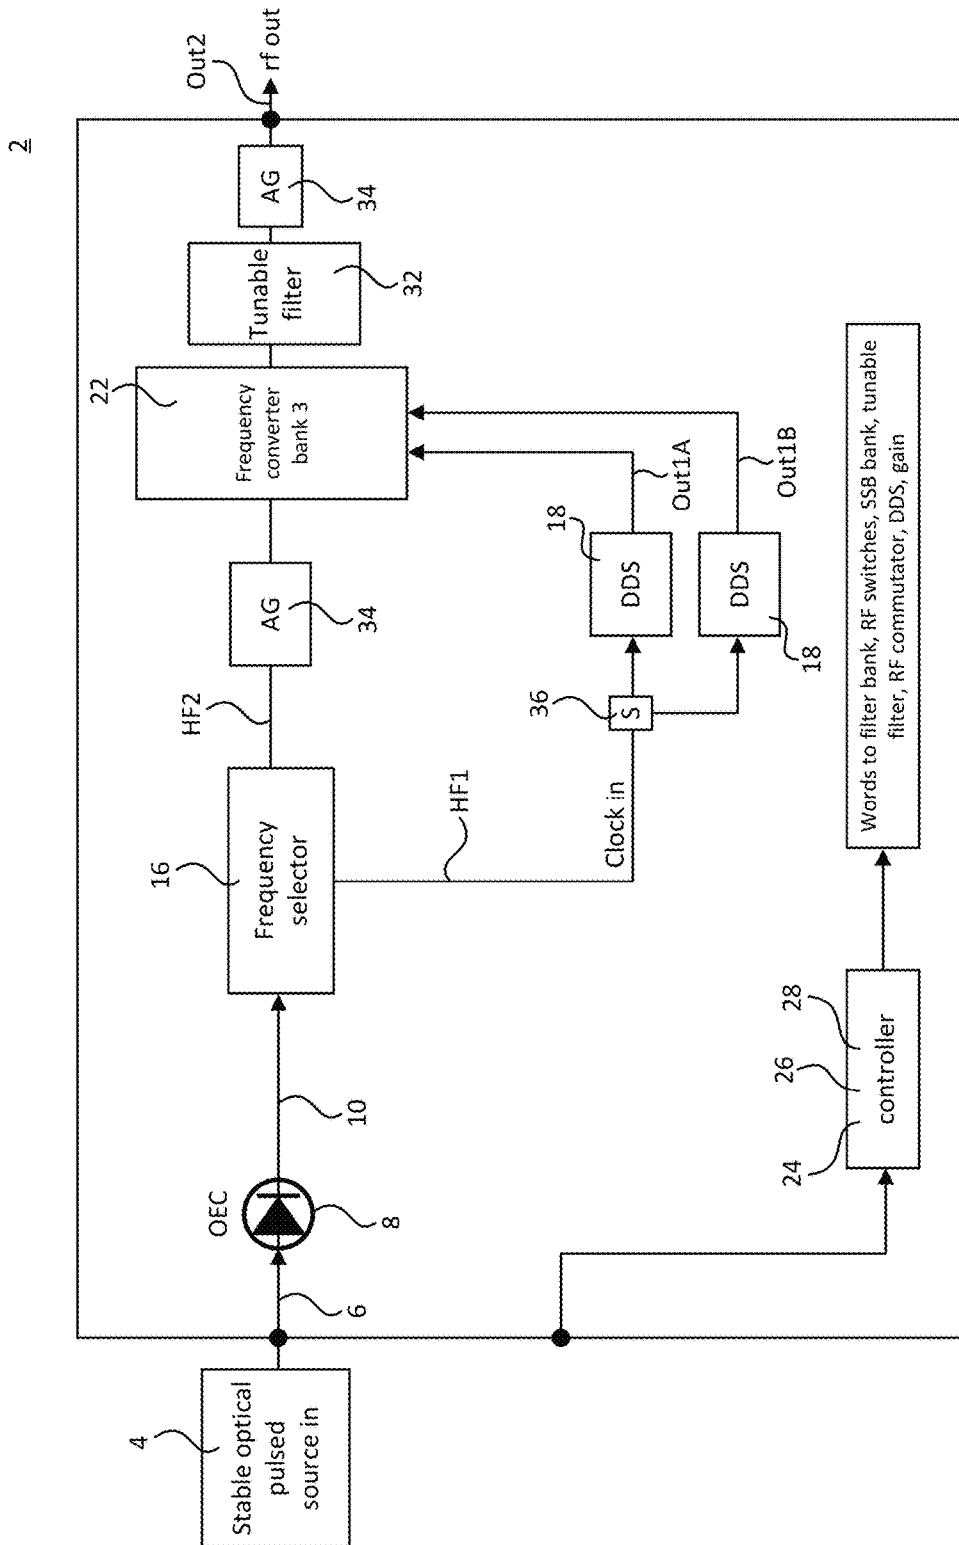 2
4
Stable optical
pulsed
source in
6
OEC
8
10
16
Frequency
selector
HF2
HF1
AG
34
22
Frequency
converter
bank 3
Tunable
filter
32
AG
34
Out2
rf out
Clock in
36
S
18
DDS
Out1A
DDS
18
Out1B
24
26
28
controller
Words to filter bank, RF switches, SSB bank, tunable
filter, RF commutator, DDS, gain